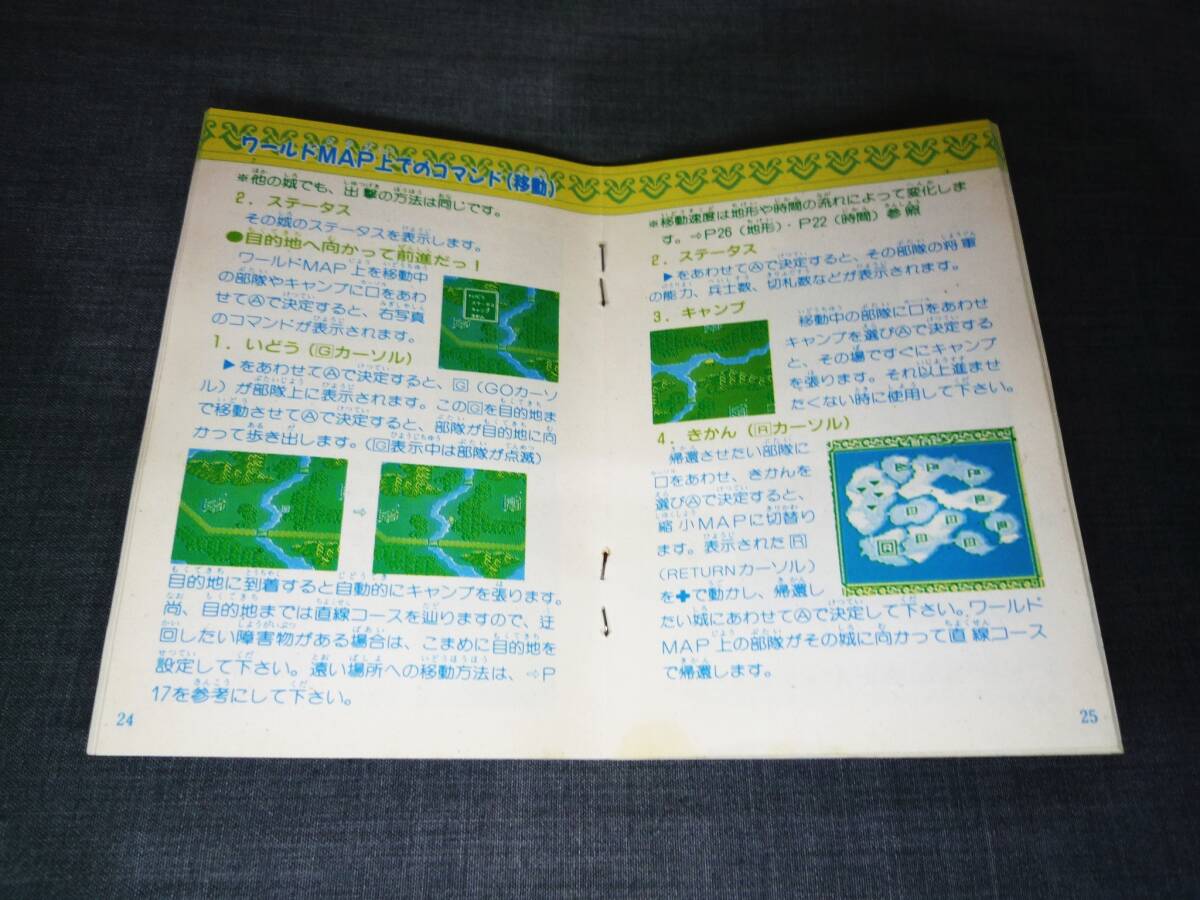 ワールドMAP上でのコマンド(移動)
※他の城でも、出撃の方法は同じです。
2．ステータス
その城のステータスを表示します。
●目的地へ向かって前進だっ！
ワールドMAP上を移動中
の部隊やキャンプに口をあわ
せてⒶで決定すると、右写真
のコマンドが表示されます。
いどう
ステータス
キャンプ
きかん
1．いどう（Gカーソル）
▶をあわせてⒶで決定すると、G（GOカーソ
ル）が部隊上に表示されます。このGを目的地ま
で移動させてⒶで決定すると、部隊が目的地に向
かって歩き出します。（G表示中は部隊が点滅）
⇨
目的地に到着すると自動的にキャンプを張ります。
尚、目的地までは直線コースを辿りますので、迂
回したい障害物がある場合は、こまめに目的地を
設定して下さい。遠い場所への移動方法は、⇨P
17を参考にして下さい。
24
※移動速度は地形や時間の流れによって変化しま
す。⇨P26（地形）・P22（時間）参照
2．ステータス
▶をあわせてⒶで決定すると、その部隊の将軍
の能力、兵士数、切札数などが表示されます。
3．キャンプ
移動中の部隊に口をあわせ
キャンプを選びⒶで決定する
と、その場ですぐにキャンプ
を張ります。それ以上進ませ
たくない時に使用して下さい。
4．きかん（Rカーソル）
帰還させたい部隊に
口をあわせ、きかんを
選びⒶで決定すると、
縮小MAPに切替り
ます。表示されたR
（RETURNカーソル）
を✚で動かし、帰還し
たい城にあわせてⒶで決定して下さい。ワールド
MAP上の部隊がその城に向かって直線コース
で帰還します。
25